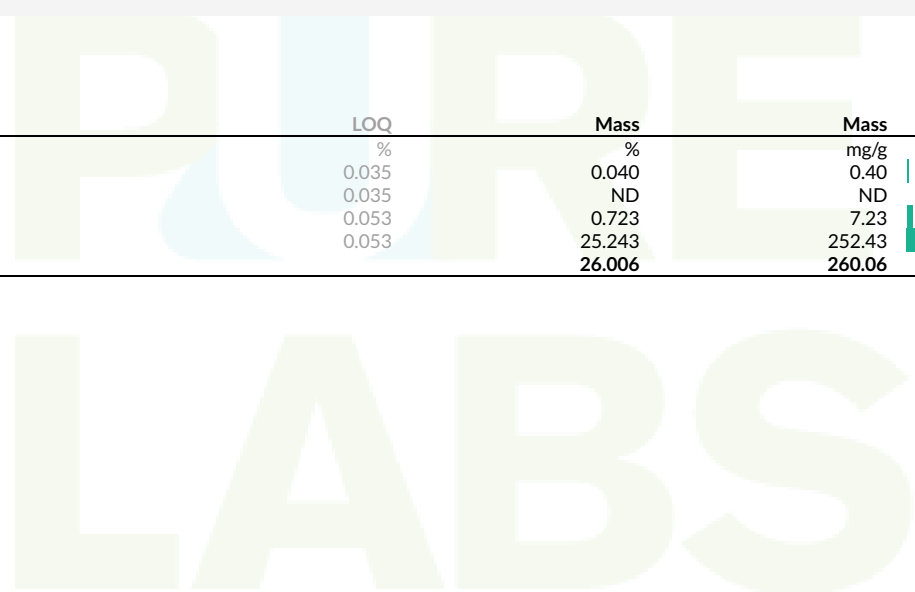 PURE
LOQ Mass Mass
% % mg/g
0.035 0.040 0.40
0.035 ND ND
0.053 0.723 7.23
0.053 25.243 252.43
26.006 260.06
LABS